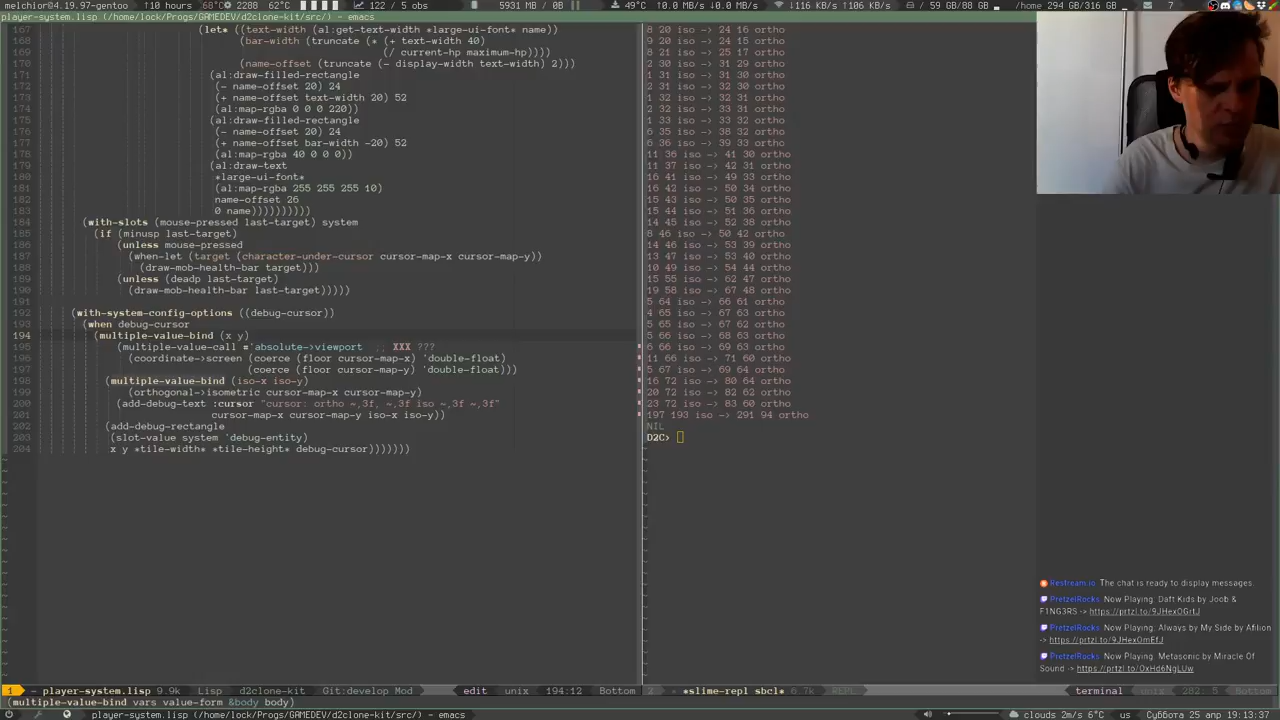 melchior@4.19.97-gentoo
110 hours 68°C 2288 62°C 122 / 5 obs 5931 MB /0 B 49°C 10.0 MB/s 0.0 MB/s 116 KB/s 106 KB/s / 59 GB/88 GB /home 294 GB/316 GB 7
player-system.lisp (/home/lock/Progs/GAMEDEV/d2clone-kit/src/) - emacs
167 (let* ((text-width (al:get-text-width *large-ui-font* name))
168 (bar-width (truncate (* (+ text-width 40)
169 (/ current-hp maximum-hp))))
170 (name-offset (truncate (- display-width text-width) 2)))
171 (al:draw-filled-rectangle
172 (- name-offset 20) 24
173 (+ name-offset text-width 20) 52
174 (al:map-rgba 0 0 0 220))
175 (al:draw-filled-rectangle
176 (- name-offset 20) 24
177 (+ name-offset bar-width -20) 52
178 (al:map-rgba 40 0 0 0))
179 (al:draw-text
180 *large-ui-font*
181 (al:map-rgba 255 255 255 10)
182 name-offset 26
183 0 name))))))))))
184 (with-slots (mouse-pressed last-target) system
185 (if (minusp last-target)
186 (unless mouse-pressed
187 (when-let (target (character-under-cursor cursor-map-x cursor-map-y))
188 (draw-mob-health-bar target)))
189 (unless (deadp last-target)
190 (draw-mob-health-bar last-target)))))
191
192 (with-system-config-options ((debug-cursor))
193 (when debug-cursor
194 (multiple-value-bind (x y)
195 (multiple-value-call #'absolute->viewport ;; XXX ???
196 (coordinate->screen (coerce (floor cursor-map-x) 'double-float)
197 (coerce (floor cursor-map-y) 'double-float)))
198 (multiple-value-bind (iso-x iso-y)
199 (orthogonal->isometric cursor-map-x cursor-map-y)
200 (add-debug-text :cursor "cursor: ortho ~,3f, ~,3f iso ~,3f ~,3f"
201 cursor-map-x cursor-map-y iso-x iso-y))
202 (add-debug-rectangle
203 (slot-value system 'debug-entity)
204 x y *tile-width* *tile-height* debug-cursor)))))))
8 20 iso -> 24 16 ortho
9 20 iso -> 24 15 ortho
8 21 iso -> 25 17 ortho
2 30 iso -> 31 29 ortho
1 31 iso -> 31 30 ortho
2 31 iso -> 32 30 ortho
1 32 iso -> 32 31 ortho
2 32 iso -> 33 31 ortho
1 33 iso -> 33 32 ortho
6 35 iso -> 38 32 ortho
6 36 iso -> 39 33 ortho
11 36 iso -> 41 30 ortho
11 37 iso -> 42 31 ortho
16 41 iso -> 49 33 ortho
16 42 iso -> 50 34 ortho
15 43 iso -> 50 35 ortho
15 44 iso -> 51 36 ortho
14 45 iso -> 52 38 ortho
8 46 iso -> 50 42 ortho
14 46 iso -> 53 39 ortho
13 47 iso -> 53 40 ortho
10 49 iso -> 54 44 ortho
15 55 iso -> 62 47 ortho
19 58 iso -> 67 48 ortho
5 64 iso -> 66 61 ortho
4 65 iso -> 67 63 ortho
5 65 iso -> 67 62 ortho
5 66 iso -> 68 63 ortho
6 66 iso -> 69 63 ortho
11 66 iso -> 71 60 ortho
5 67 iso -> 69 64 ortho
16 72 iso -> 80 64 ortho
20 72 iso -> 82 62 ortho
23 72 iso -> 83 60 ortho
197 193 iso -> 291 94 ortho
NIL
D2C>
Restream.io The chat is ready to display messages.
PretzelRocks Now Playing: Daft Kids by Joob &
F1NG3RS -> https://prtzl.to/9JHexOGrtJ
PretzelRocks Now Playing: Always by My Side by Afilion
-> https://prtzl.to/9JHexOmEfJ
PretzelRocks Now Playing: Metasonic by Miracle Of
Sound -> https://prtzl.to/OxHd6NgLUw
1 - player-system.lisp 9.9k Lisp d2clone-kit Git:develop Mod edit unix 194:12 Bottom
2 - *slime-repl sbcl* 6.7k REPL terminal unix 282: 5 Bottom
(multiple-value-bind vars value-form &body body)
player-system.lisp (/home/lock/Progs/GAMEDEV/d2clone-kit/src/) - emacs
clouds 2m/s 6°C Суббота 25 апр 19:13:37